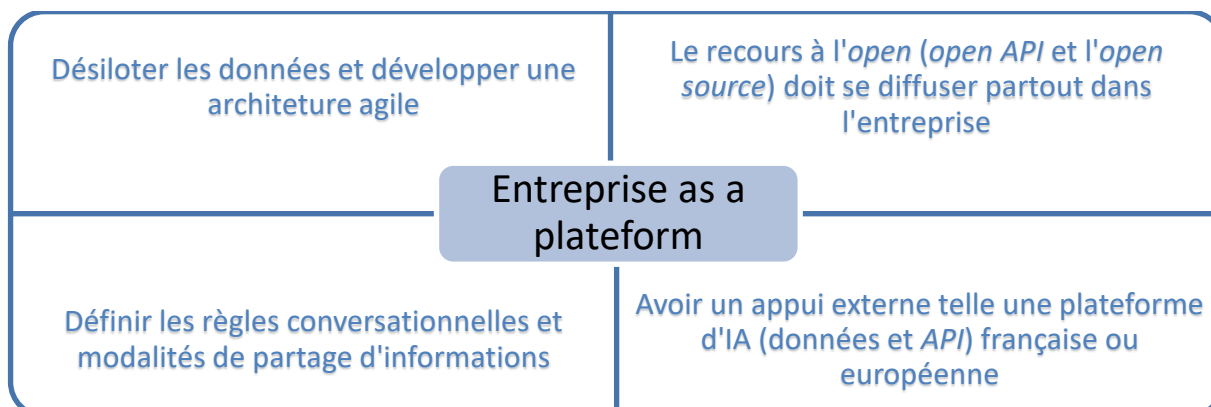 Désiloter les données et développer une
architeture agile
Le recours à l'open (open API et l'open
source) doit se diffuser partout dans
l'entreprise
Entreprise as a
plateform
Définir les règles conversationnelles et
modalités de partage d'informations
Avoir un appui externe telle une plateforme
d'IA (données et API) française ou
européenne